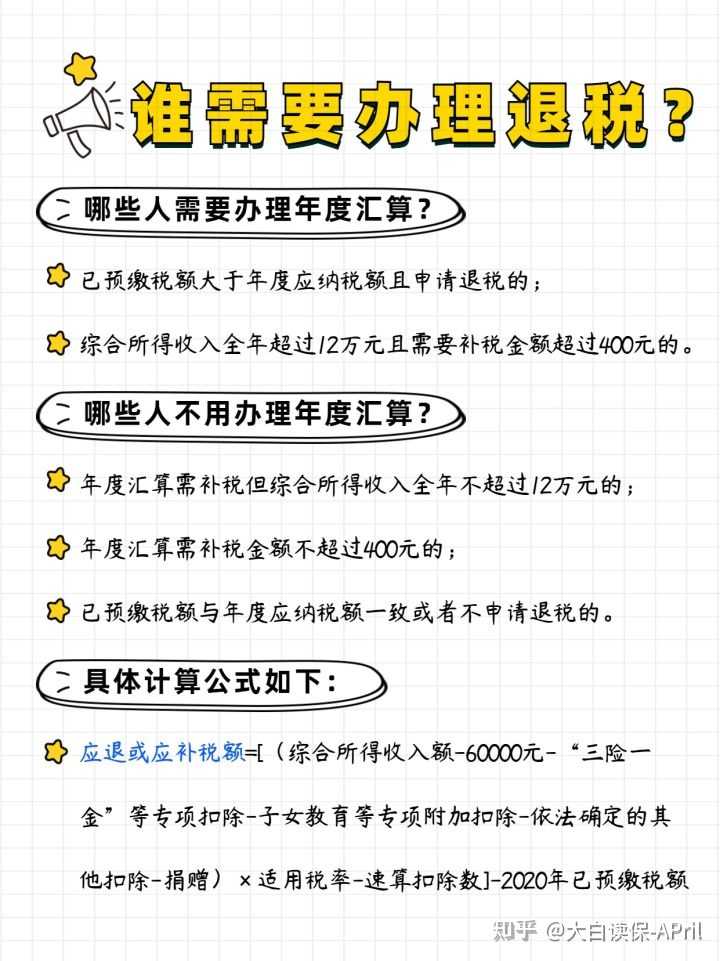 谁需要办理退税?
哪些人需要办理年度汇算?
已预缴税额大于年度应纳税额且申请退税的;
综合所得收入全年超过12万元且需要补税金额超过400元的。
哪些人不用办理年度汇算?
年度汇算需补税但综合所得收入全年不超过12万元的;
年度汇算需补税金额不超过400元的;
已预缴税额与年度应纳税额一致或者不申请退税的。
具体计算公式如下:
应退或应补税额=[（综合所得收入额-60000元-“三险一
金”等专项扣除-子女教育等专项附加扣除-依法确定的其
他扣除-捐赠）×适用税率-速算扣除数]-2020年已预缴税额
知乎 @大白读保-APril